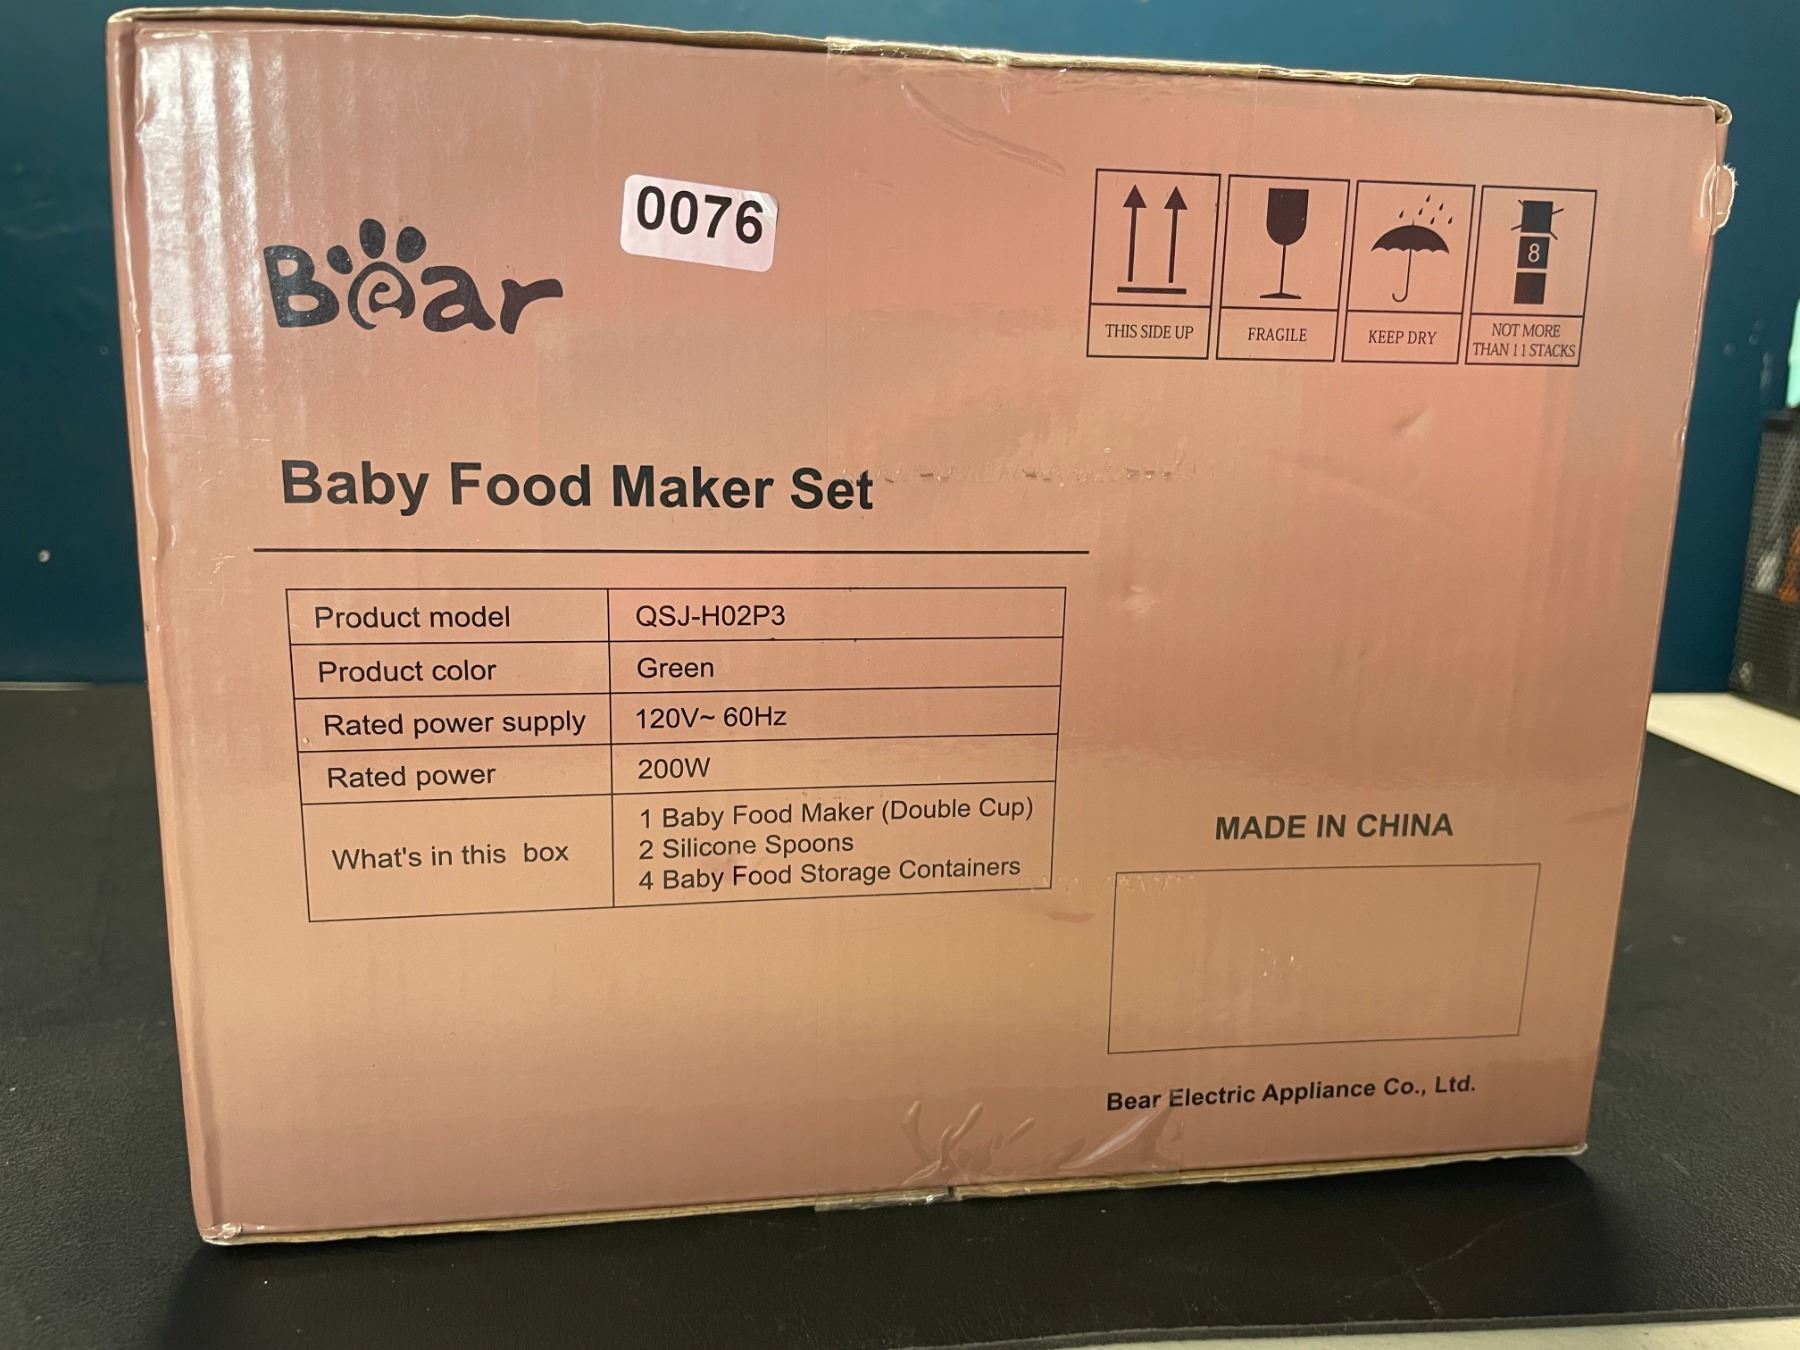 Bear
0076
8
THIS SIDE UP
FRAGILE
KEEP DRY
NOT MORE
THAN 11 STACKS
Baby Food Maker Set
Product model QSJ-H02P3
Product color Green
Rated power supply 120V~ 60Hz
Rated power 200W
What's in this box
1 Baby Food Maker (Double Cup)
2 Silicone Spoons
4 Baby Food Storage Containers
MADE IN CHINA
Bear Electric Appliance Co., Ltd.